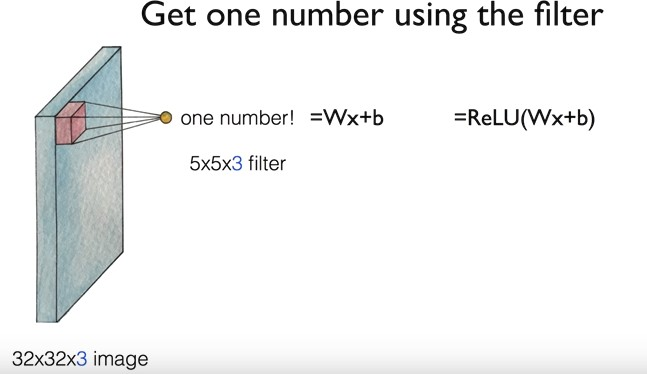 Get one number using the filter
one number! =Wx+b =ReLU(Wx+b)
5x5x3 filter
32x32x3 image